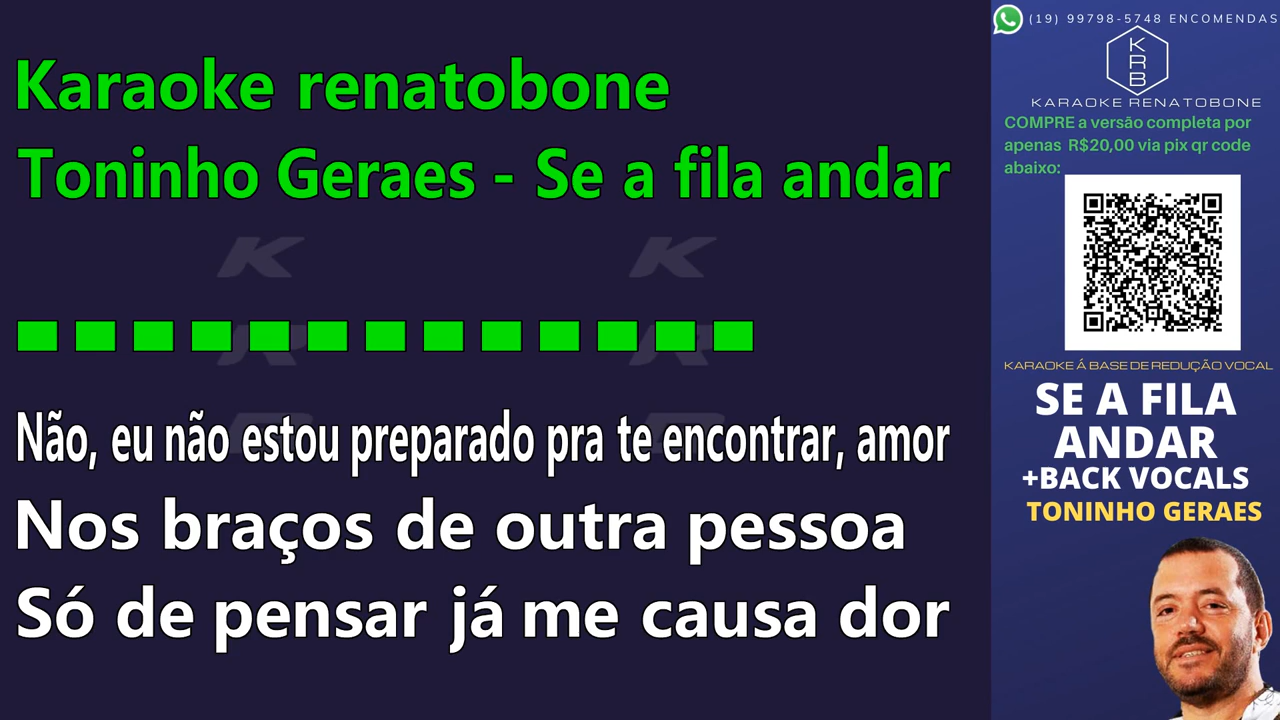 Karaoke renatobone
Toninho Geraes - Se a fila andar
K K
R R
B B
Não, eu não estou preparado pra te encontrar, amor
Nos braços de outra pessoa
Só de pensar já me causa dor
(19) 99798-5748 ENCOMENDAS
K
R
B
KARAOKE RENATOBONE
COMPRE a versão completa por
apenas R$20,00 via pix qr code
abaixo:
KARAOKE Á BASE DE REDUÇÃO VOCAL
SE A FILA
ANDAR
+BACK VOCALS
TONINHO GERAES